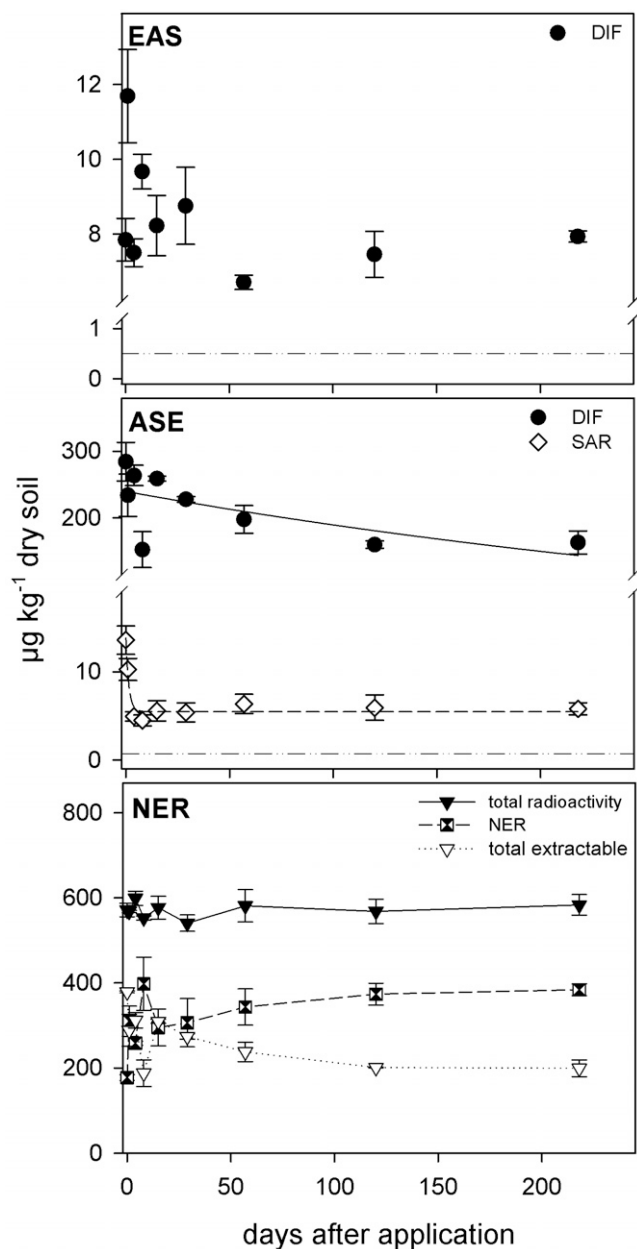 EAS
DIF
12
10
8
1
0
ASE
DIF
SAR
300
200
10
0
µg kg⁻¹ dry soil
NER
total radioactivity
NER
total extractable
800
600
400
200
0
0 50 100 150 200
days after application